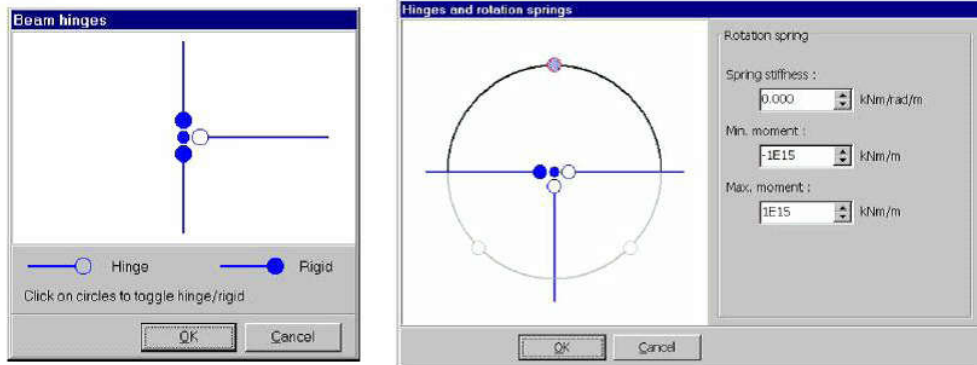 Beam hinges
Hinge
Rigid
Click on circles to toggle hinge/rigid
OK
Cancel
Hinges and rotation springs
Rotation spring
Spring stiffness :
0.000 kNm/rad/m
Min. moment :
-1E15 kNm/m
Max. moment :
1E15 kNm/m
OK
Cancel